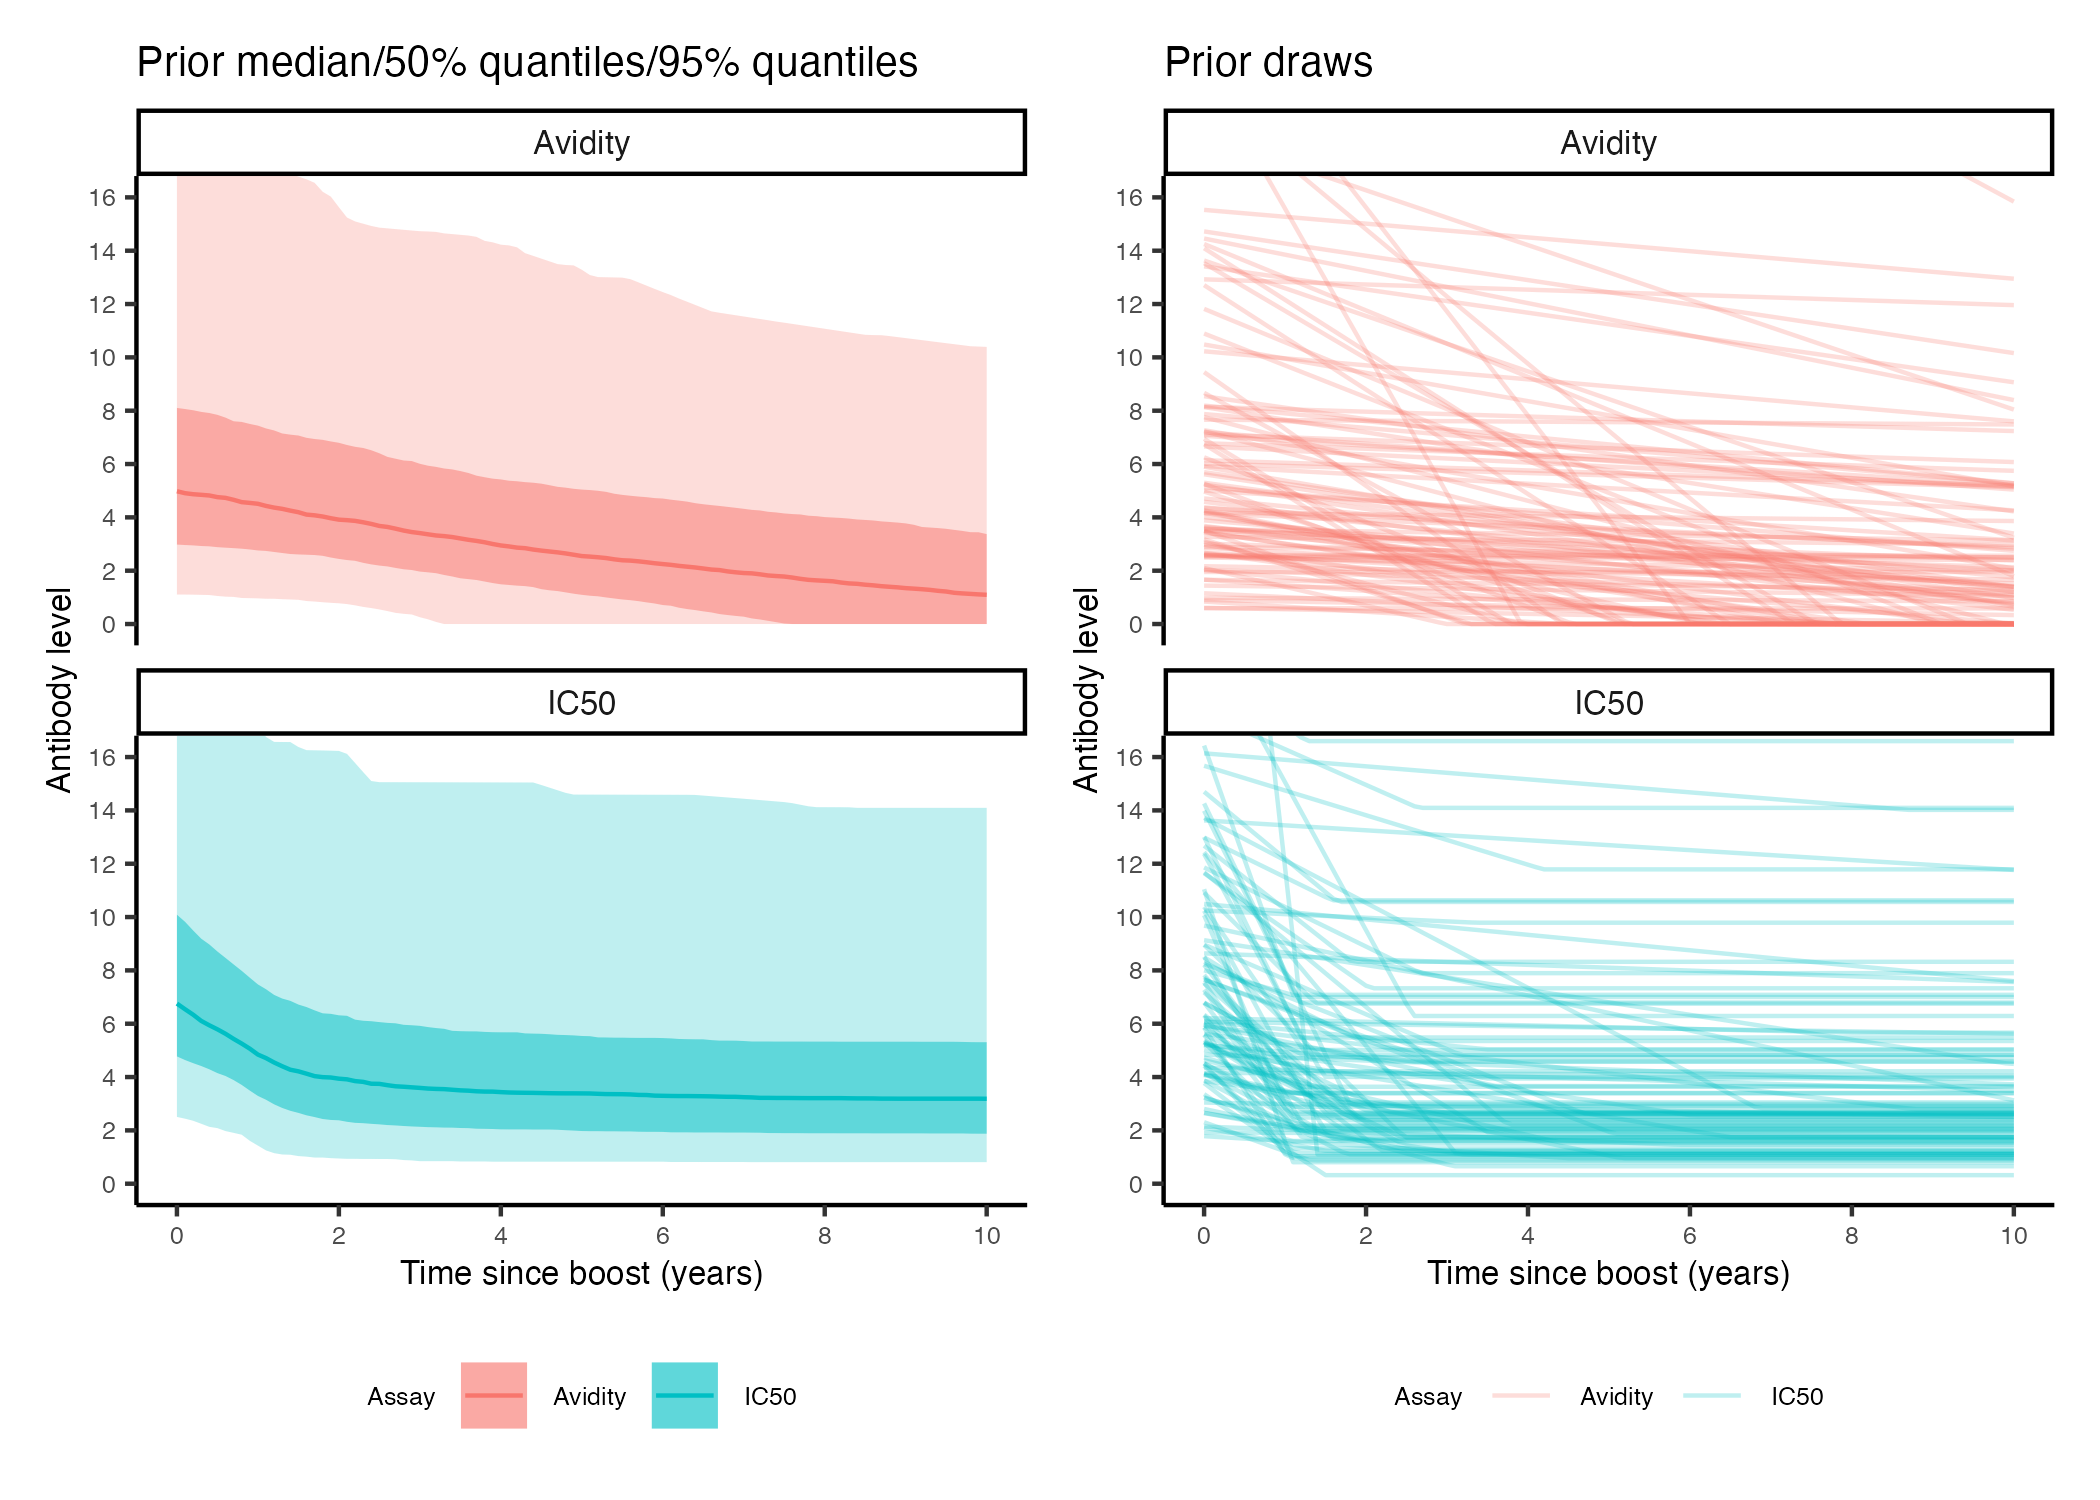 Prior median/50% quantiles/95% quantiles
Avidity
16
14
12
10
8
6
4
2
0
Antibody level
IC50
16
14
12
10
8
6
4
2
0
0 2 4 6 8 10
Time since boost (years)
Assay Avidity IC50
Prior draws
Avidity
16
14
12
10
8
6
4
2
0
Antibody level
IC50
16
14
12
10
8
6
4
2
0
0 2 4 6 8 10
Time since boost (years)
Assay Avidity IC50